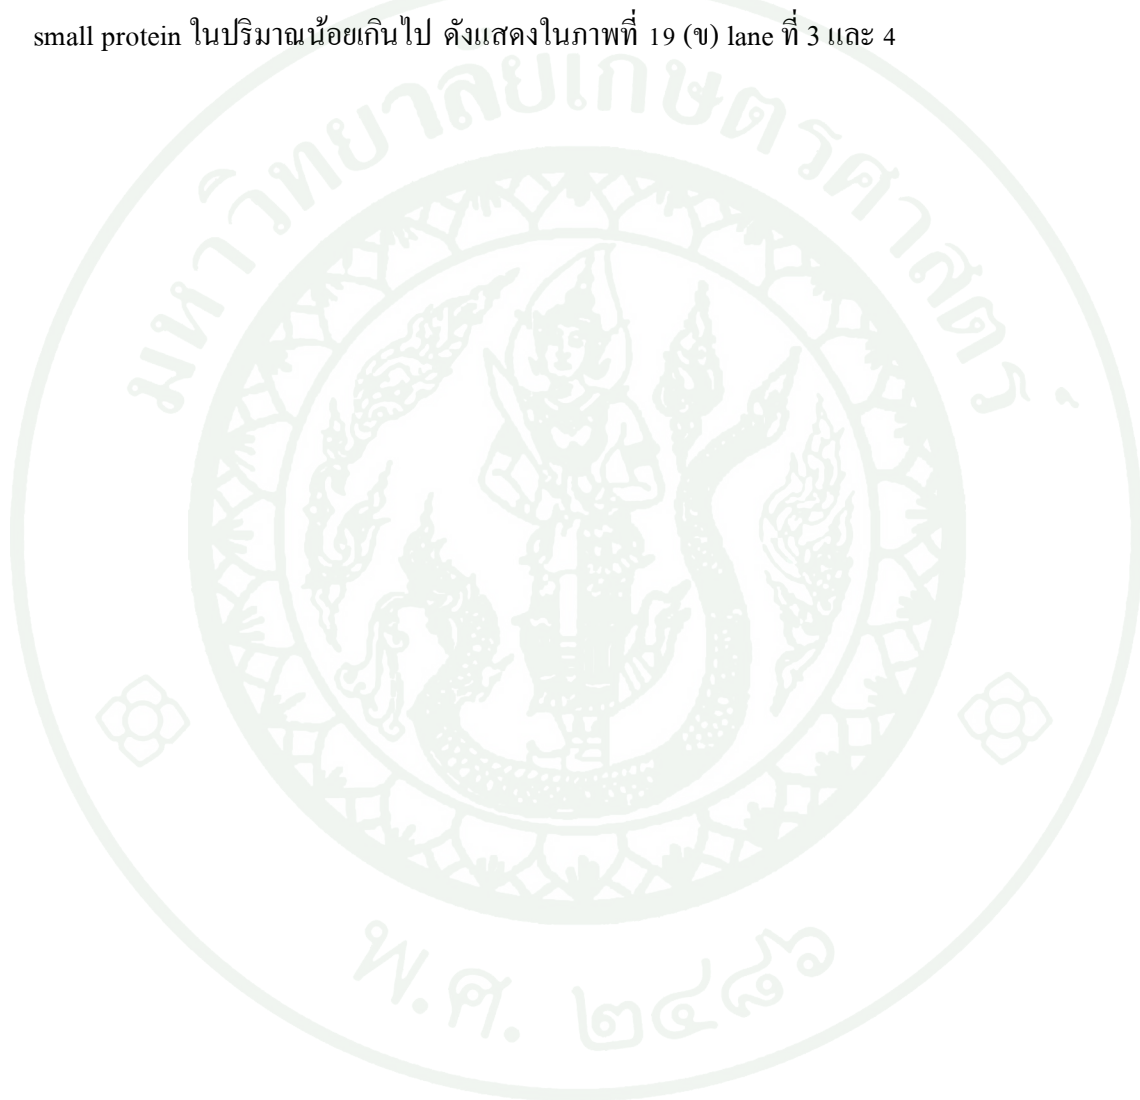 small protein ในปริมาณน้อยเกินไป ดังแสดงในภาพที่ 19 (ข) lane ที่ 3 และ 4
มหาวิทยาลัยเกษตรศาสตร์
พ.ศ. ๒๔๘๖